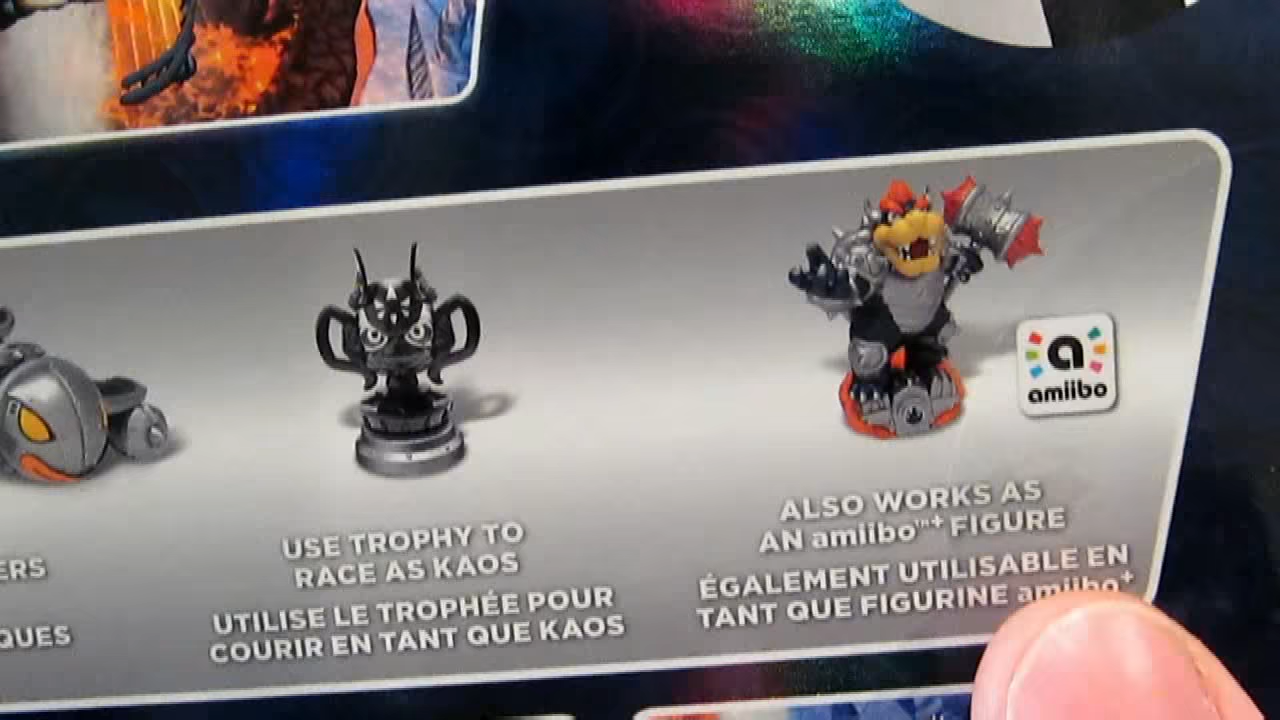 ERS
QUES
USE TROPHY TO
RACE AS KAOS
UTILISE LE TROPHÉE POUR
COURIR EN TANT QUE KAOS
a
amiibo
ALSO WORKS AS
AN amiibo™+ FIGURE
ÉGALEMENT UTILISABLE EN
TANT QUE FIGURINE amiibo+